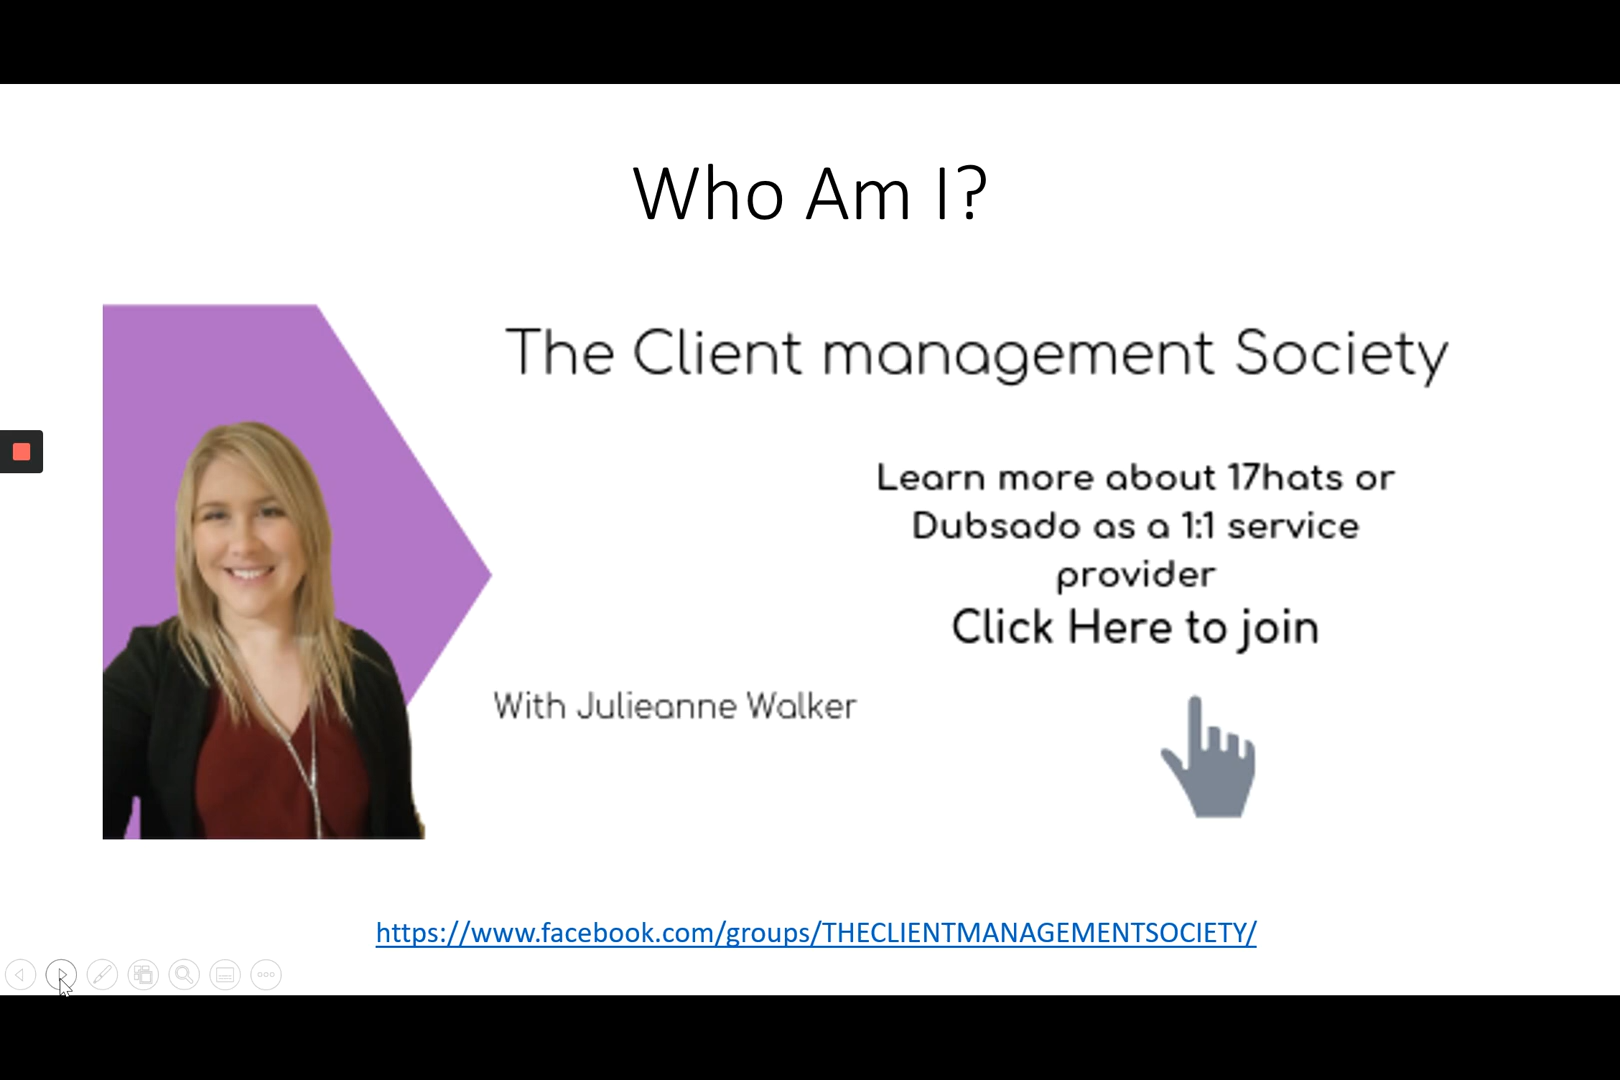 Who Am I?
The Client management Society
Learn more about 17hats or
Dubsado as a 1:1 service
provider
Click Here to join
With Julieanne Walker
https://www.facebook.com/groups/THECLIENTMANAGEMENTSOCIETY/